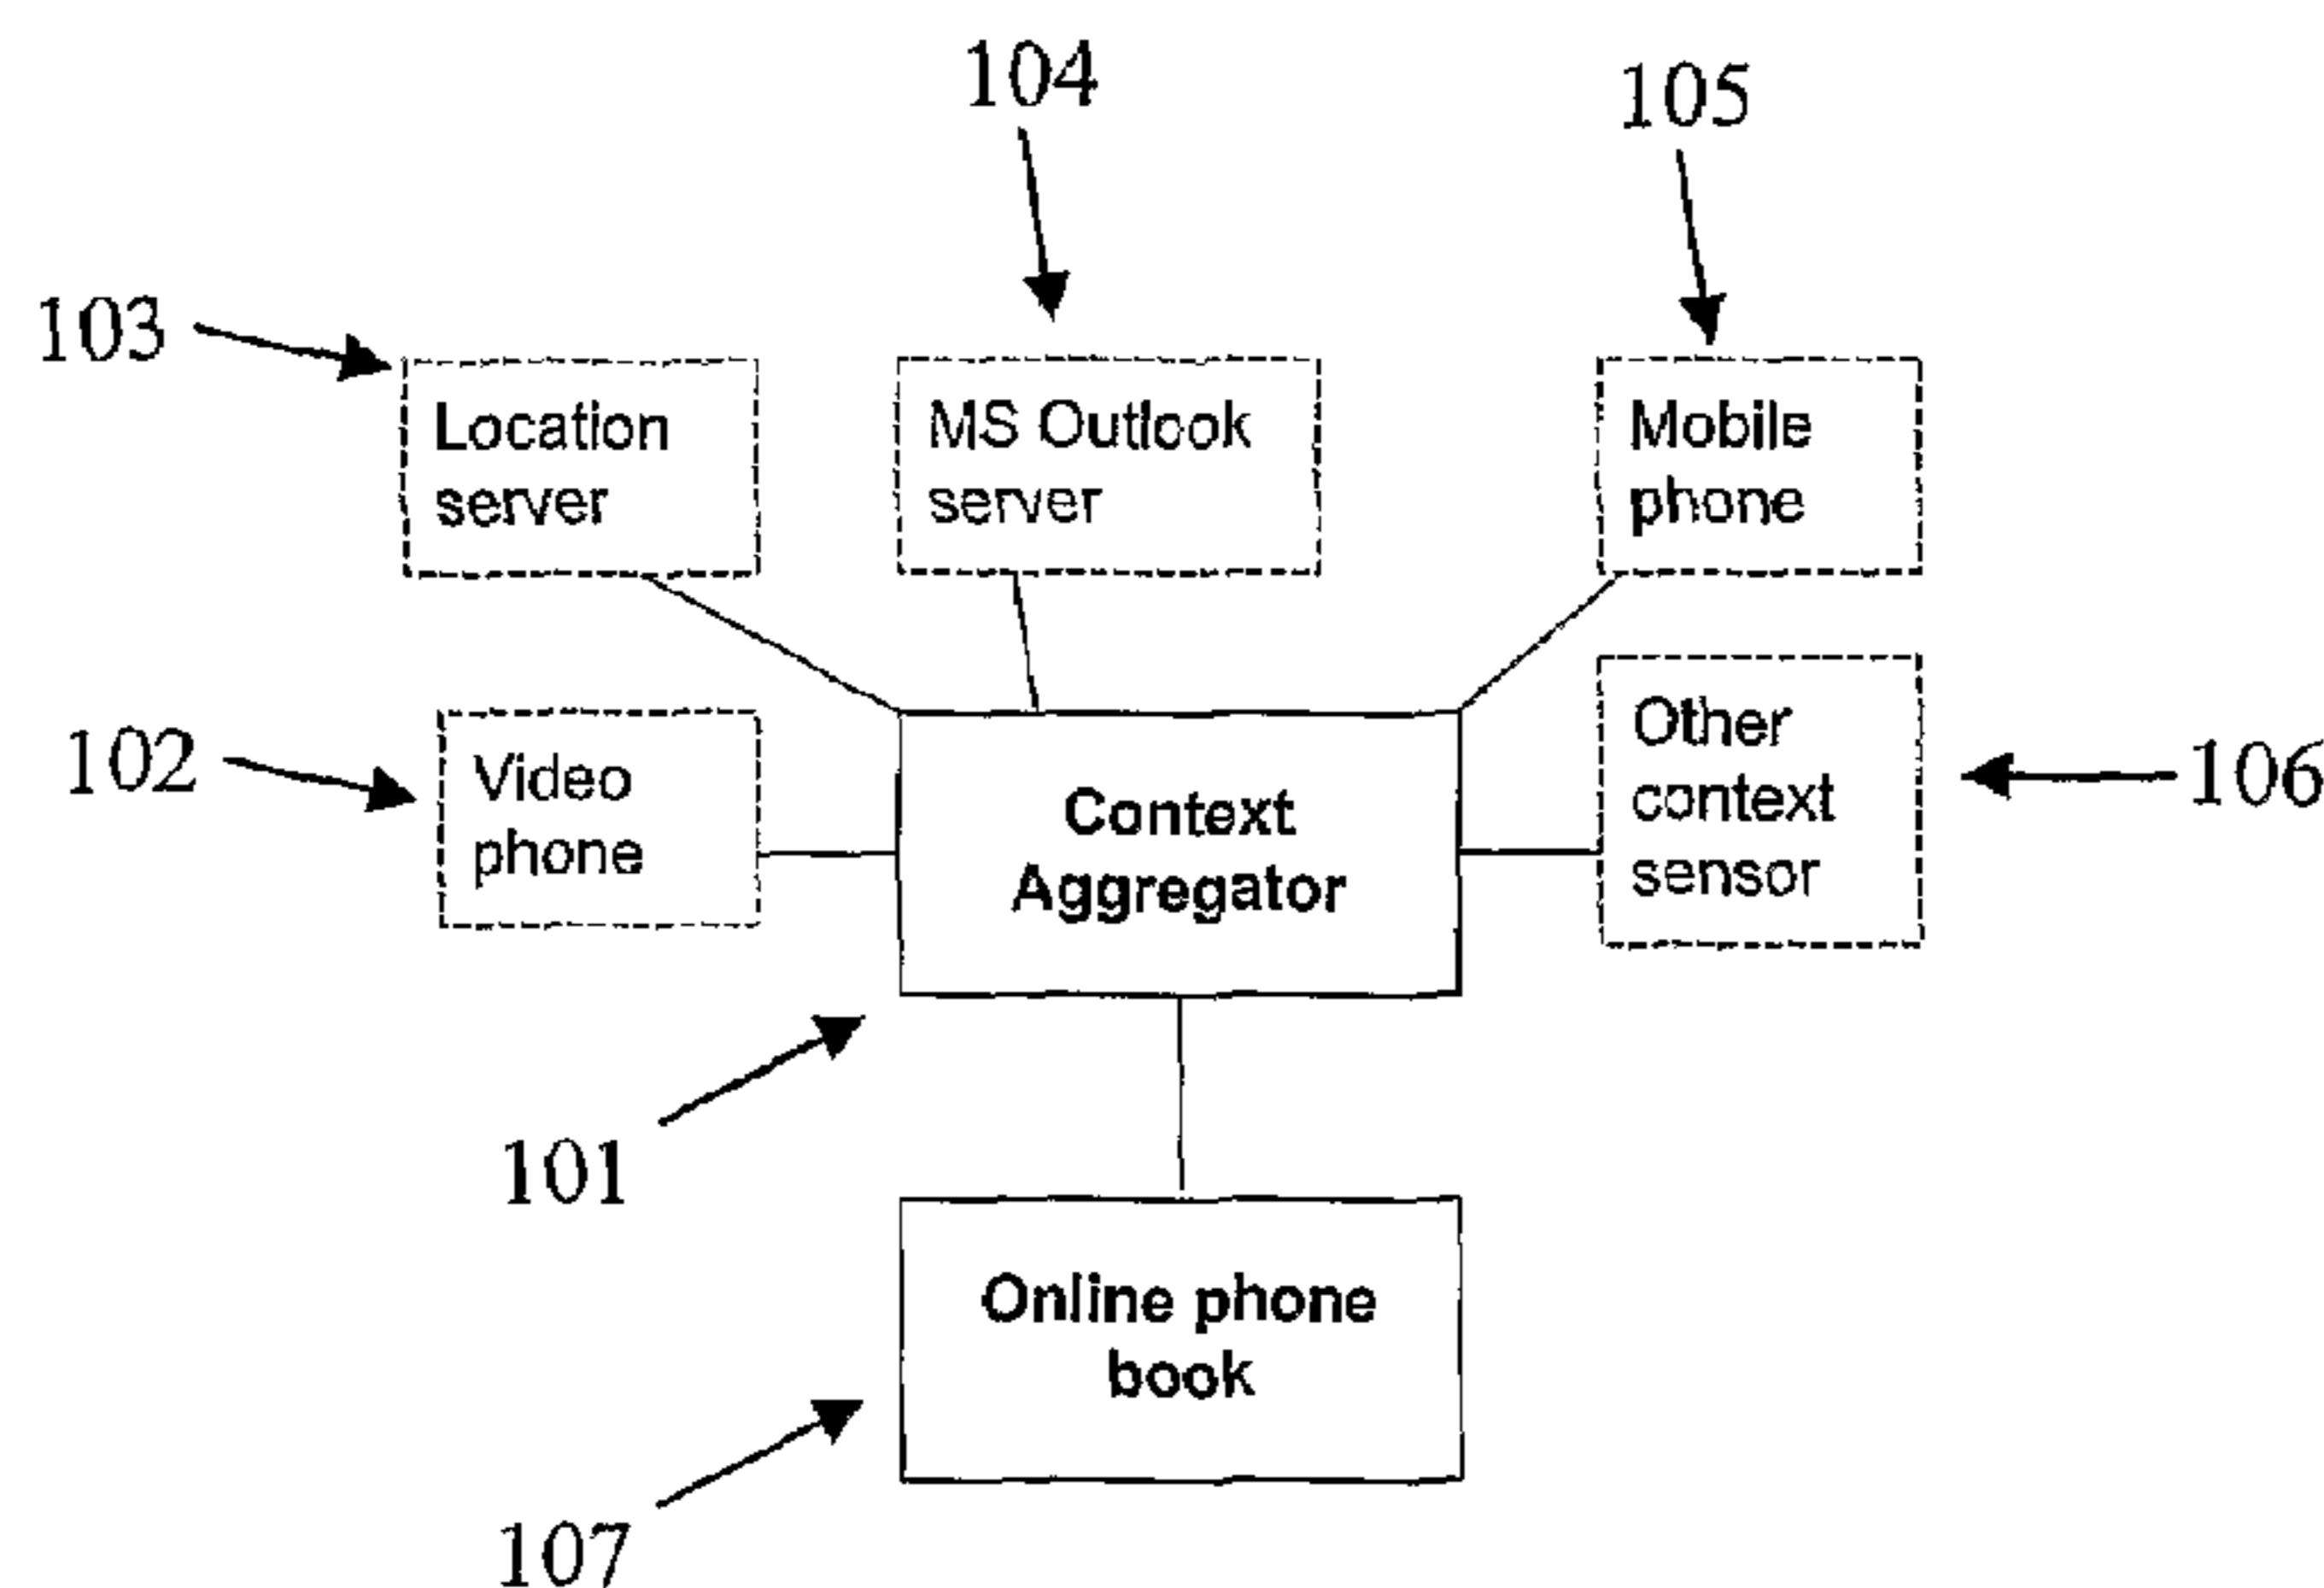 104
105
103
Location
server
MS Outlook
server
Mobile
phone
102
Video
phone
Context
Aggregator
Other
context
sensor
106
101
Online phone
book
107